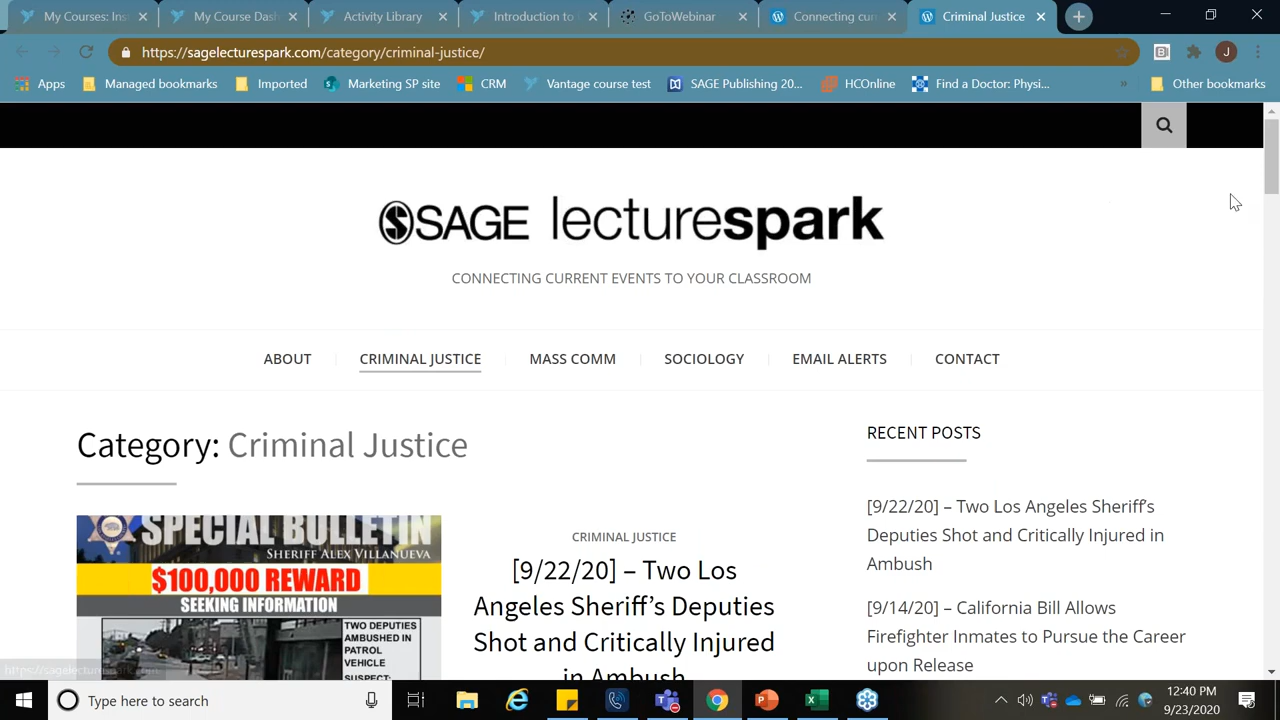 My Courses: Ins
My Course Dash
Activity Library
Introduction to
GoToWebinar
Connecting curr
Criminal Justice
https://sagelecturespark.com/category/criminal-justice/
J
Apps
Managed bookmarks
Imported
Marketing SP site
CRM
Vantage course test
SAGE Publishing 20...
HCOnline
Find a Doctor: Physi...
»
Other bookmarks
SAGE lecturespark
CONNECTING CURRENT EVENTS TO YOUR CLASSROOM
ABOUT
CRIMINAL JUSTICE
MASS COMM
SOCIOLOGY
EMAIL ALERTS
CONTACT
Category: Criminal Justice
SPECIAL BULLETIN
SHERIFF ALEX VILLANUEVA
$100,000 REWARD
SEEKING INFORMATION
TWO DEPUTIES
AMBUSHED IN
PATROL
VEHICLE
SUSPECT:
CRIMINAL JUSTICE
[9/22/20] – Two Los
Angeles Sheriff's Deputies
Shot and Critically Injured
in Ambush
RECENT POSTS
[9/22/20] – Two Los Angeles Sheriff's
Deputies Shot and Critically Injured in
Ambush
[9/14/20] – California Bill Allows
Firefighter Inmates to Pursue the Career
upon Release
https://sagelecturespark.com
Type here to search
12:40 PM
9/23/2020